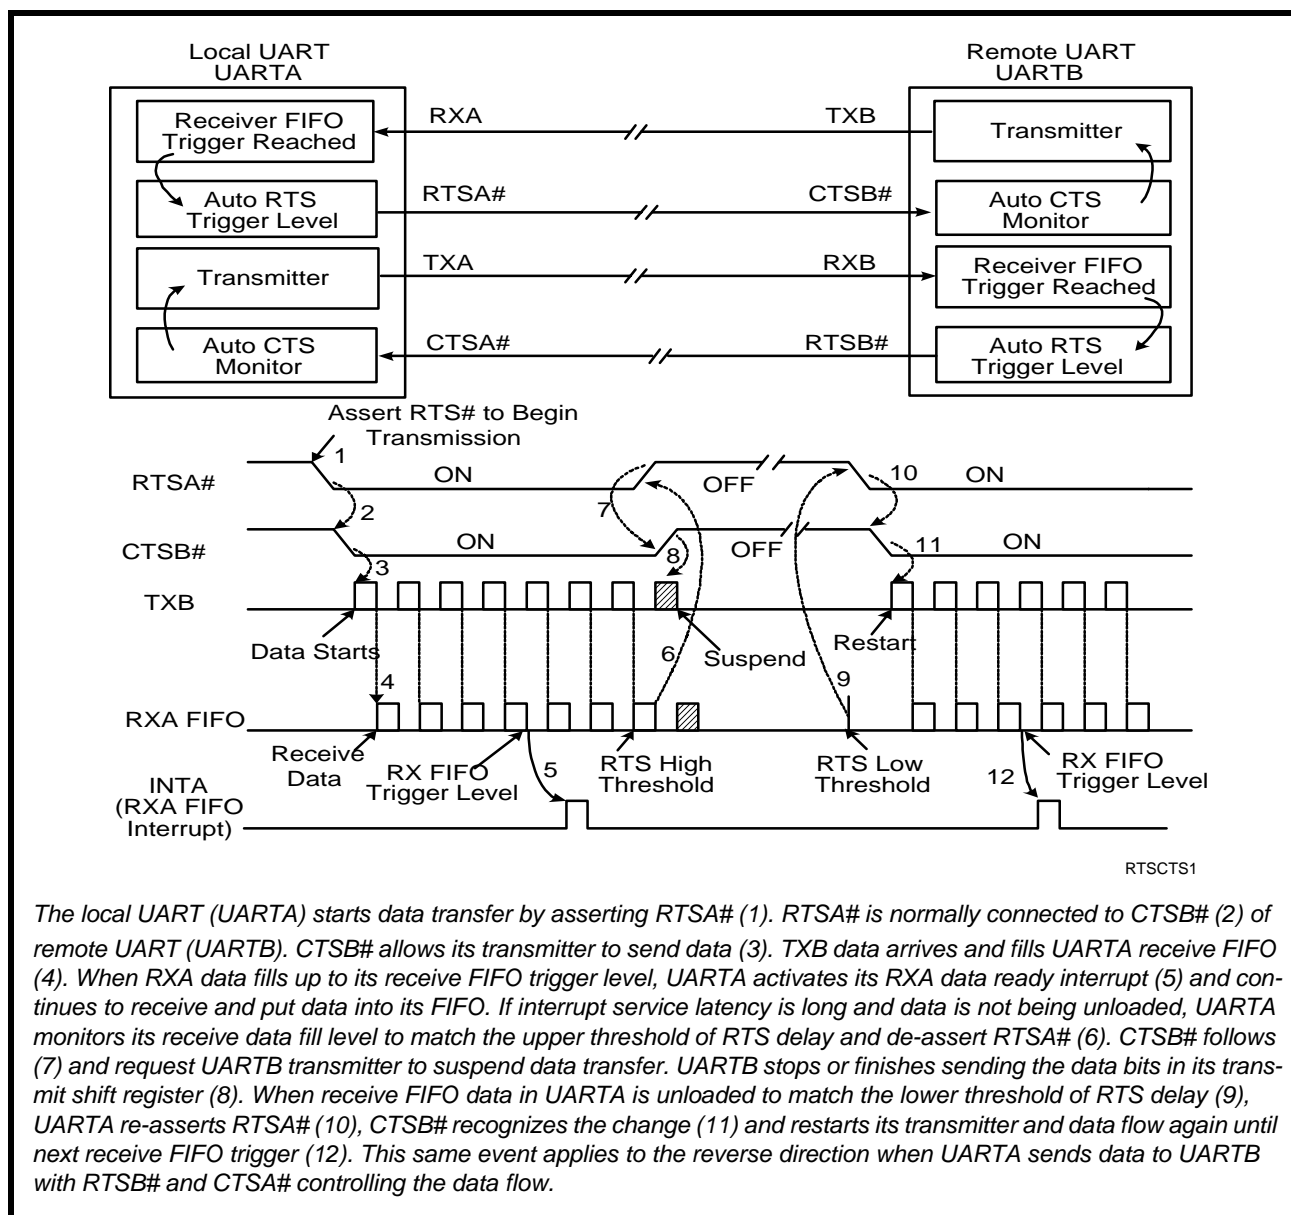 Local UART
UARTA
Remote UART
UARTB
Receiver FIFO
Trigger Reached
RXA
TXB
Transmitter
Auto RTS
Trigger Level
RTSA#
CTSB#
Auto CTS
Monitor
Transmitter
TXA
RXB
Receiver FIFO
Trigger Reached
Auto CTS
Monitor
CTSA#
RTSB#
Auto RTS
Trigger Level
Assert RTS# to Begin
Transmission
1
RTSA#
ON
OFF
10
ON
2
7
CTSB#
ON
8
OFF
11
ON
3
TXB
Data Starts
6
Suspend
Restart
4
9
RXA FIFO
Receive
Data
RX FIFO
Trigger Level
5
RTS High
Threshold
RTS Low
Threshold
12
RX FIFO
Trigger Level
INTA
(RXA FIFO
Interrupt)
RTSCTS1
The local UART (UARTA) starts data transfer by asserting RTSA# (1). RTSA# is normally connected to CTSB# (2) of
remote UART (UARTB). CTSB# allows its transmitter to send data (3). TXB data arrives and fills UARTA receive FIFO
(4). When RXA data fills up to its receive FIFO trigger level, UARTA activates its RXA data ready interrupt (5) and con-
tinues to receive and put data into its FIFO. If interrupt service latency is long and data is not being unloaded, UARTA
monitors its receive data fill level to match the upper threshold of RTS delay and de-assert RTSA# (6). CTSB# follows
(7) and request UARTB transmitter to suspend data transfer. UARTB stops or finishes sending the data bits in its trans-
mit shift register (8). When receive FIFO data in UARTA is unloaded to match the lower threshold of RTS delay (9),
UARTA re-asserts RTSA# (10), CTSB# recognizes the change (11) and restarts its transmitter and data flow again until
next receive FIFO trigger (12). This same event applies to the reverse direction when UARTA sends data to UARTB
with RTSB# and CTSA# controlling the data flow.